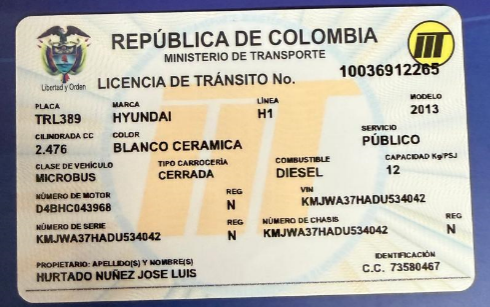 REPÚBLICA DE COLOMBIA
MINISTERIO DE TRANSPORTE
Libertad y Orden
LICENCIA DE TRÁNSITO No. 10036912265
PLACA MARCA LÍNEA MODELO
TRL389 HYUNDAI H1 2013
CILINDRADA CC COLOR SERVICIO
2.476 BLANCO CERAMICA PÚBLICO
CLASE DE VEHÍCULO TIPO CARROCERÍA COMBUSTIBLE CAPACIDAD Kg/PSJ
MICROBUS CERRADA DIESEL 12
NÚMERO DE MOTOR REG VIN
D4BHC043968 N KMJWA37HADU534042
NÚMERO DE SERIE REG NÚMERO DE CHASIS REG
KMJWA37HADU534042 N KMJWA37HADU534042 N
PROPIETARIO: APELLIDO(S) Y NOMBRE(S) IDENTIFICACIÓN
HURTADO NUÑEZ JOSE LUIS C.C. 73580467